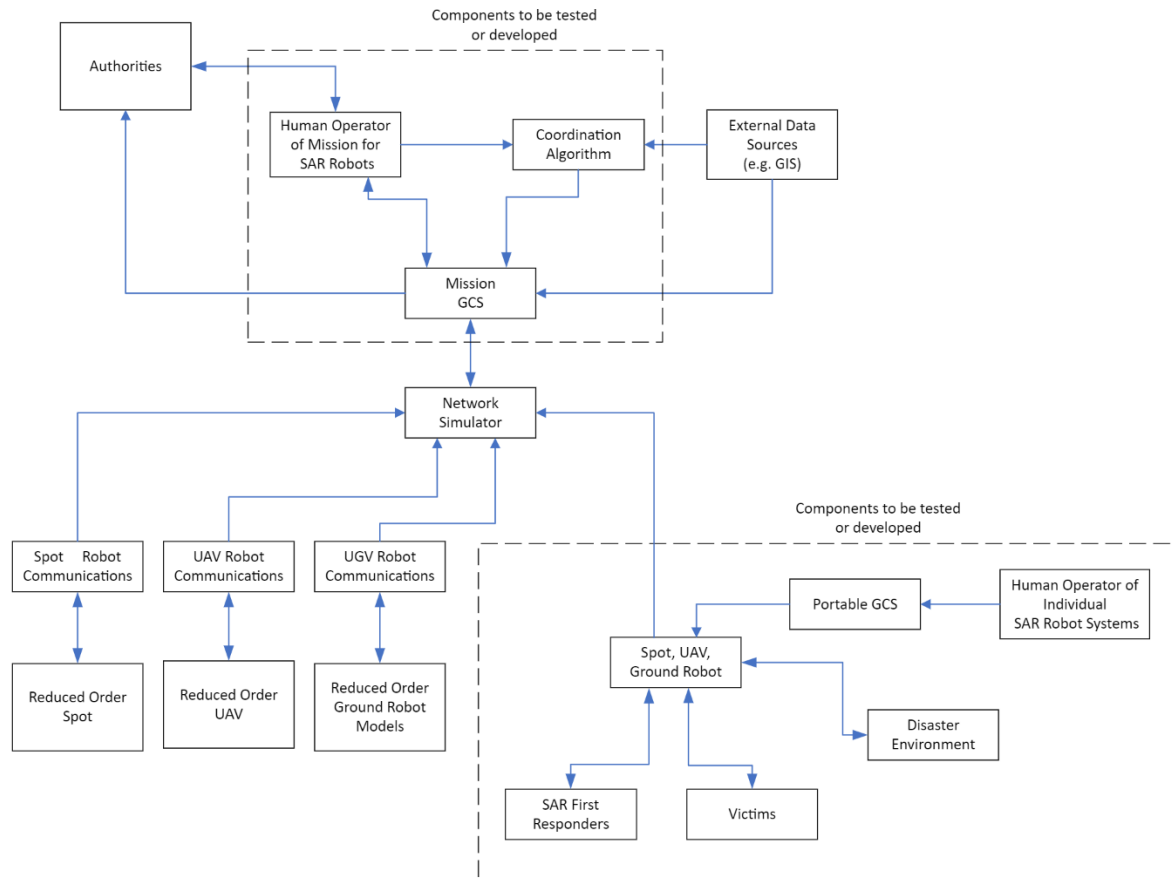 Components to be tested
or developed
Authorities
Human Operator
of Mission for
SAR Robots
Coordination
Algorithm
External Data
Sources
(e.g. GIS)
Mission
GCS
Network
Simulator
Components to be tested
or developed
Spot Robot
Communications
UAV Robot
Communications
UGV Robot
Communications
Portable GCS
Human Operator of
Individual
SAR Robot Systems
Spot, UAV,
Ground Robot
Reduced Order
Spot
Reduced Order
UAV
Reduced Order
Ground Robot
Models
Disaster
Environment
SAR First
Responders
Victims